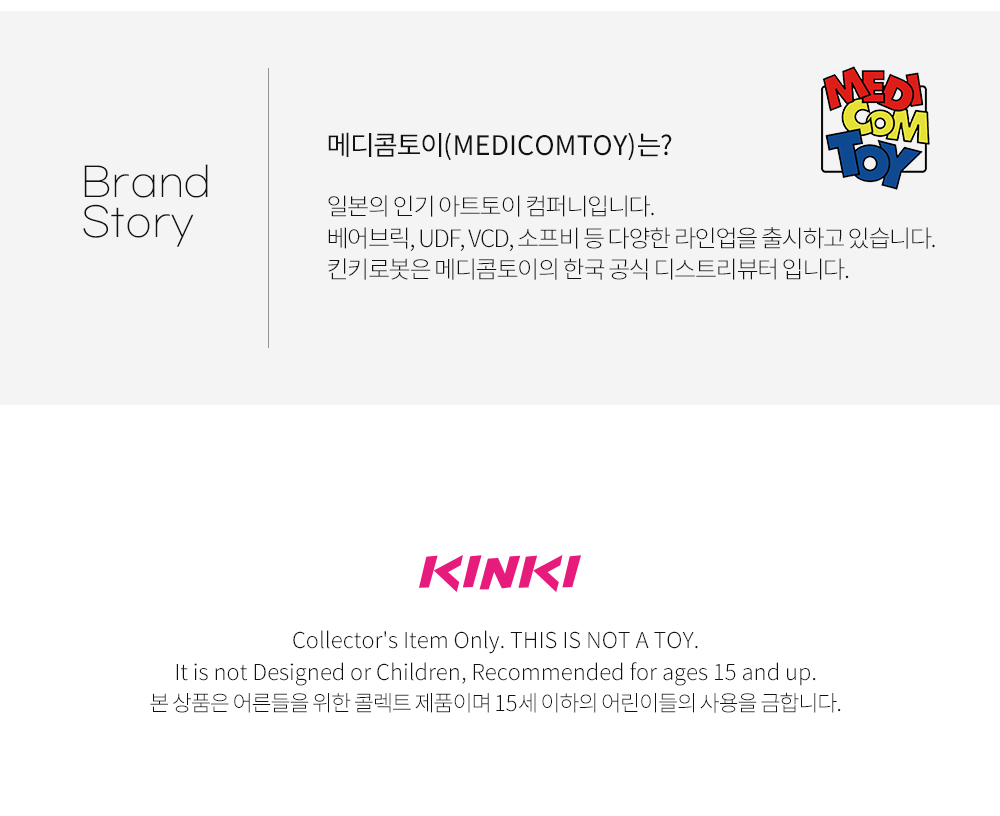 Brand
Story
메디콤토이(MEDICOMTOY)는?
일본의 인기 아트토이 컴퍼니입니다.
베어브릭, UDF, VCD, 소프비 등 다양한 라인업을 출시하고 있습니다.
킨키로봇은 메디콤토이의 한국 공식 디스트리뷰터 입니다.
MEDI
COM
TOY
KINKI
Collector's Item Only. THIS IS NOT A TOY.
It is not Designed or Children, Recommended for ages 15 and up.
본 상품은 어른들을 위한 콜렉트 제품이며 15세 이하의 어린이들의 사용을 금합니다.